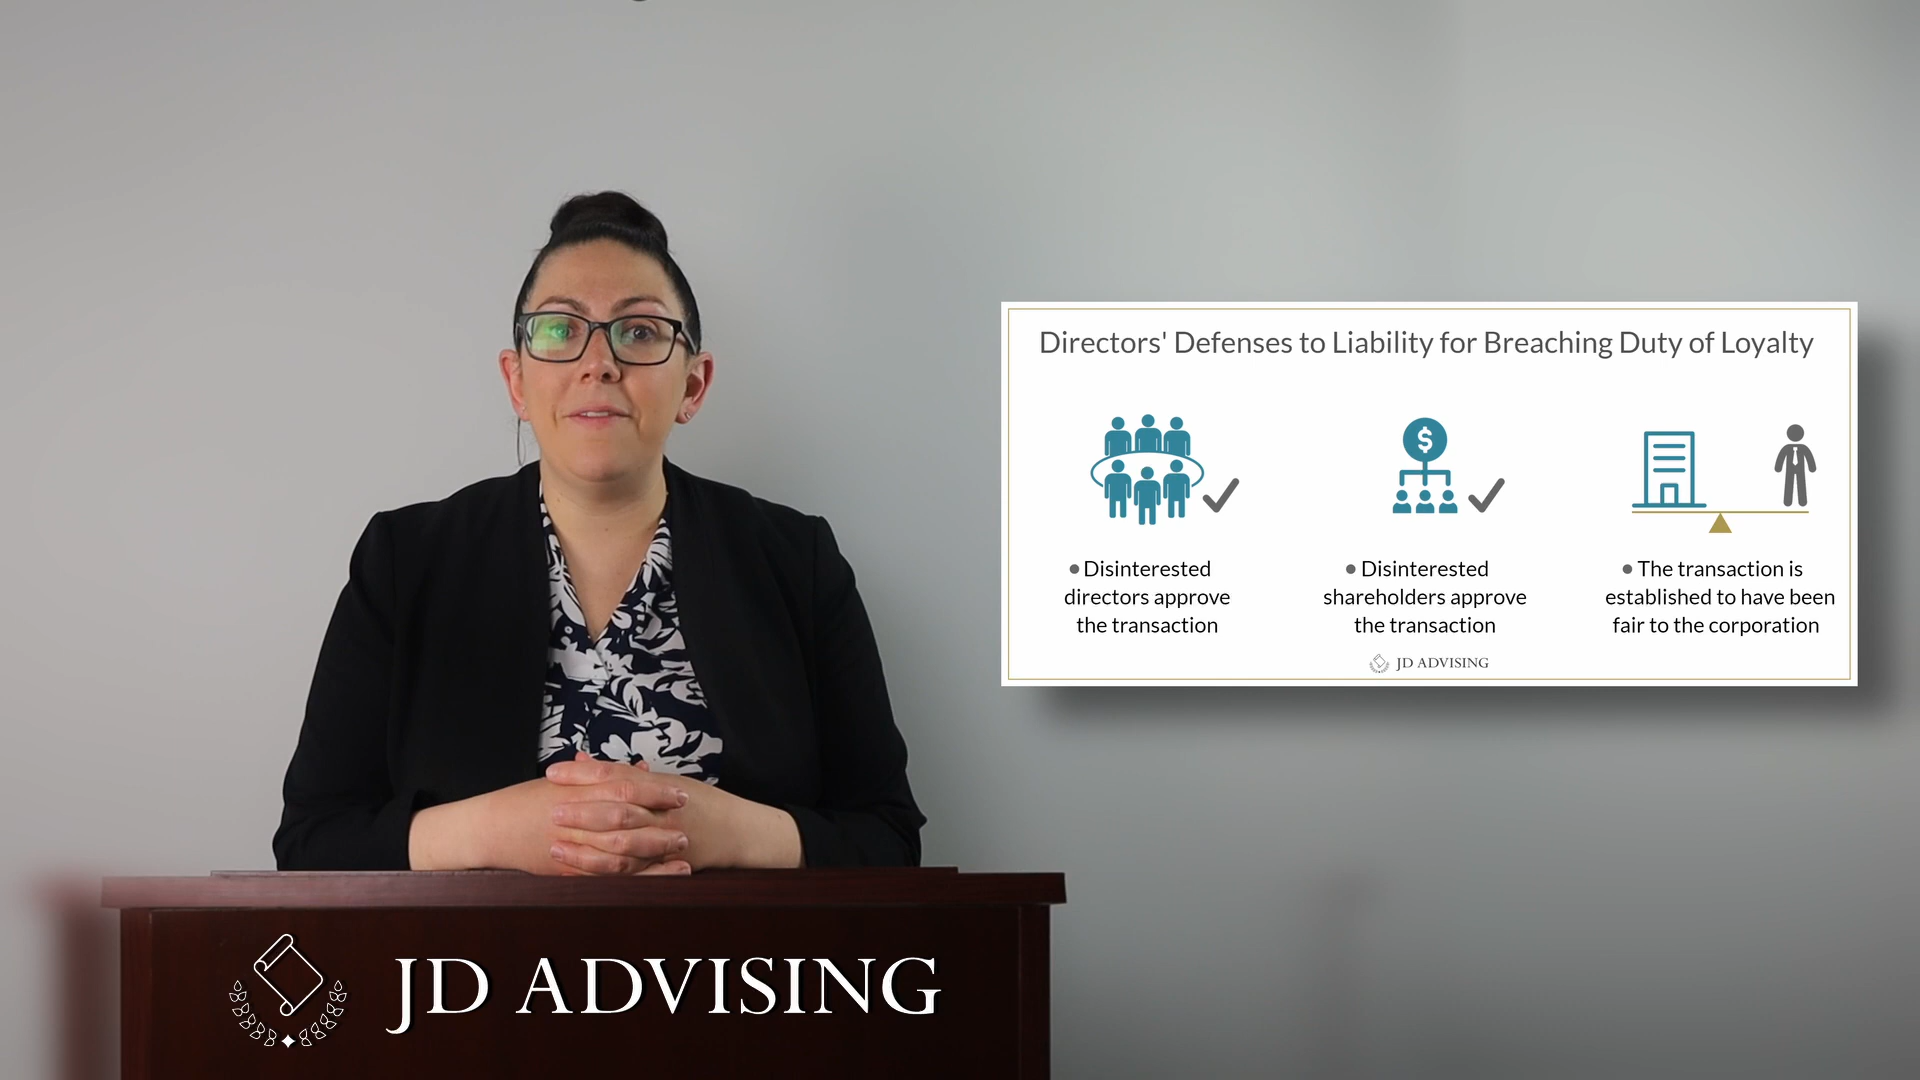 Directors' Defenses to Liability for Breaching Duty of Loyalty
$
• Disinterested
directors approve
the transaction
• Disinterested
shareholders approve
the transaction
• The transaction is
established to have been
fair to the corporation
JD ADVISING
JD ADVISING